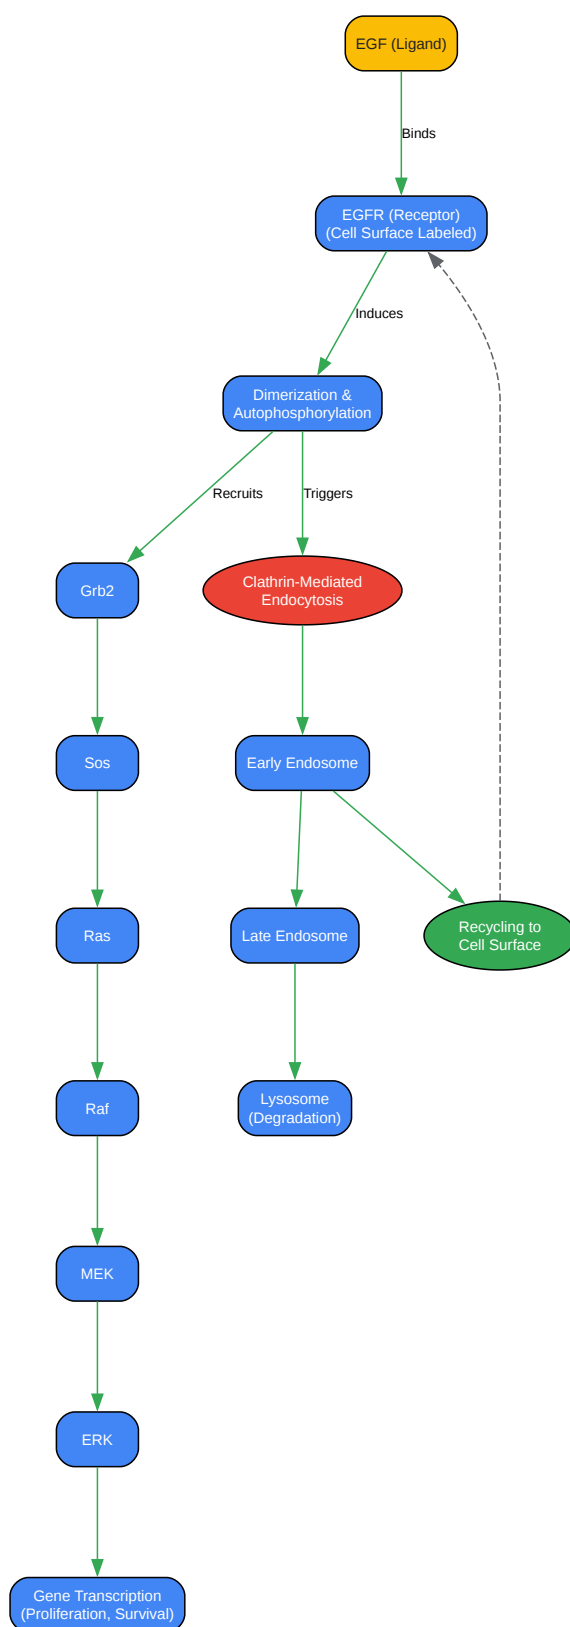 EGF (Ligand)
Binds
EGFR (Receptor)
(Cell Surface Labeled)
Induces
Dimerization &
Autophosphorylation
Recruits
Triggers
Grb2
Clathrin-Mediated
Endocytosis
Sos
Early Endosome
Ras
Late Endosome
Recycling to
Cell Surface
Raf
Lysosome
(Degradation)
MEK
ERK
Gene Transcription
(Proliferation, Survival)